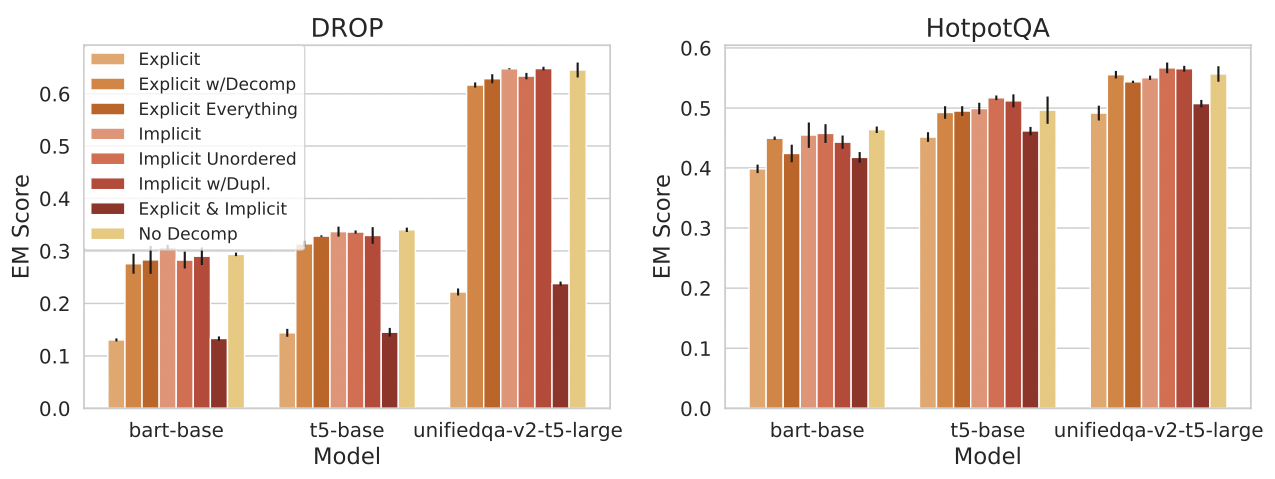 DROP
EM Score
0.6
0.5
0.4
0.3
0.2
0.1
0.0
Explicit
Explicit w/Decomp
Explicit Everything
Implicit
Implicit Unordered
Implicit w/Dupl.
Explicit & Implicit
No Decomp
bart-base
t5-base
unifiedqa-v2-t5-large
Model
HotpotQA
EM Score
0.6
0.5
0.4
0.3
0.2
0.1
0.0
bart-base
t5-base
unifiedqa-v2-t5-large
Model